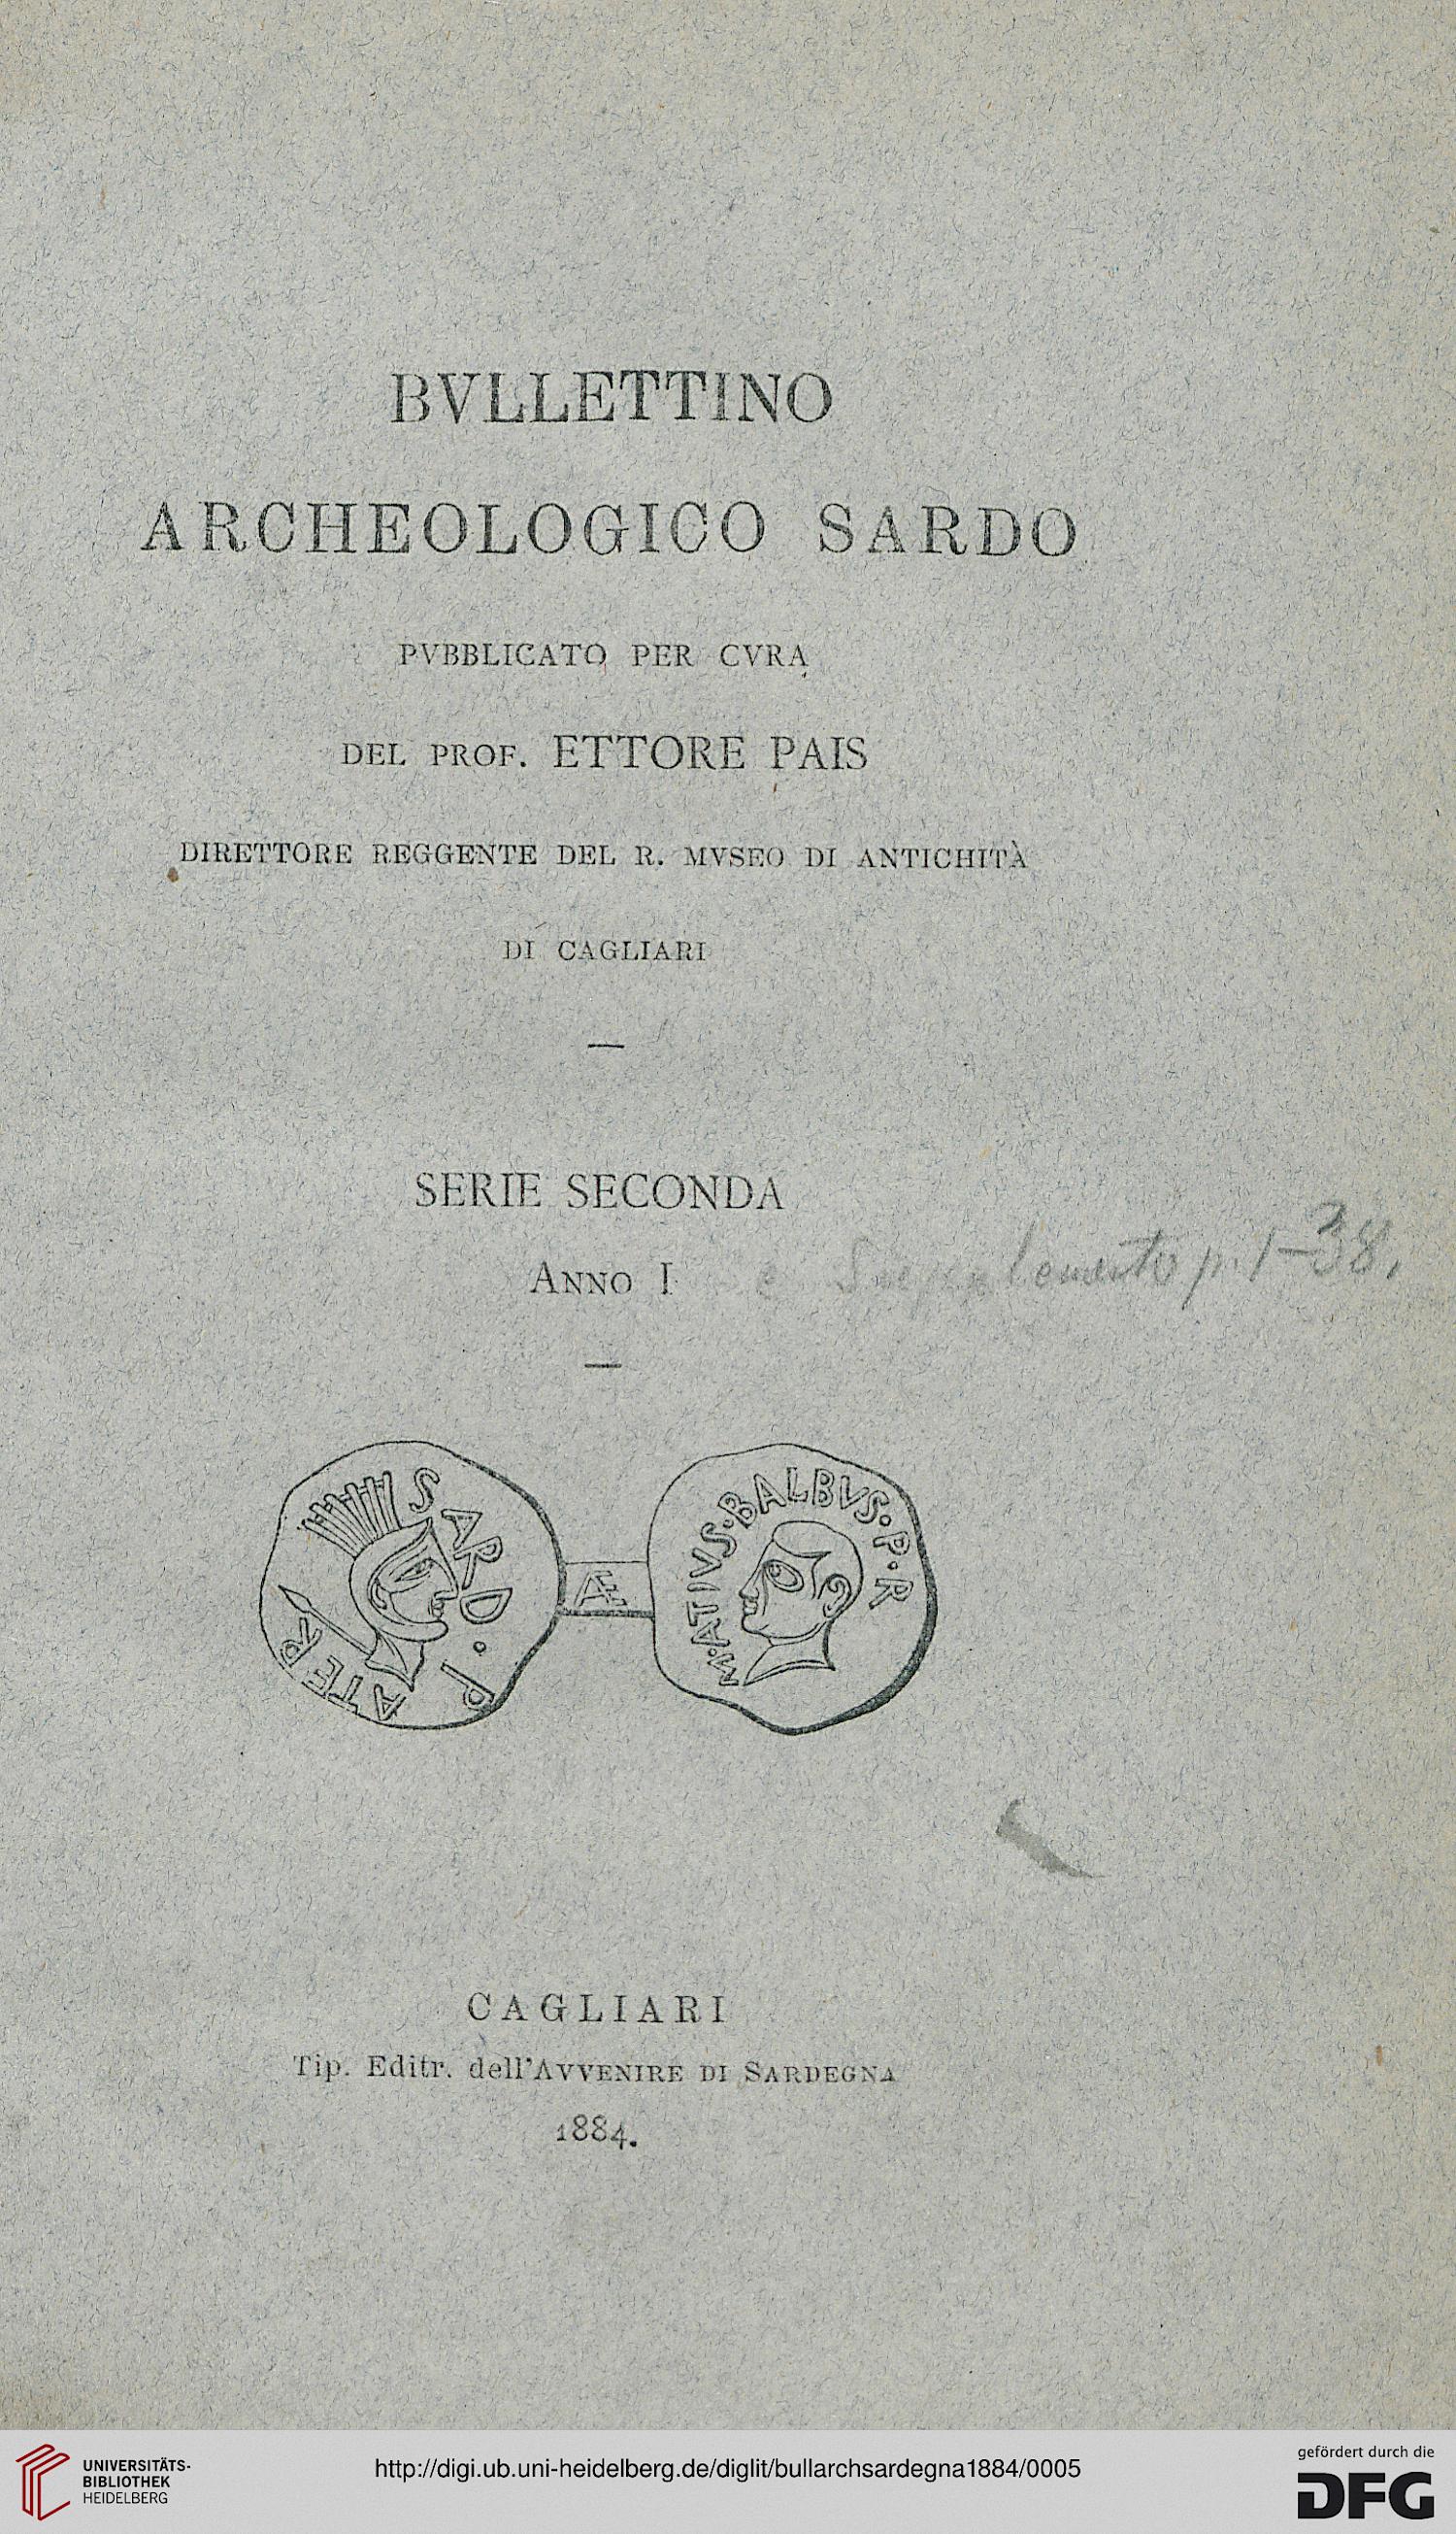 BVLLETTINO
ARCHEOLOGICO SARDO
PVBBLICATO PER CVRA
DEL PROF. ETTORE PAIS
DIRETTORE REGGENTE DEL R. MVSEO DI ANTICHITÀ
DI CAGLIARI
SERIE SECONDA
ANNO I e Supplemento p. 1–38.
SARD·PATER
Æ
M·ATIVS·BALBVS·P·R
CAGLIARI
Tip. Editr. dell'AVVENIRE DI SARDEGNA
1884.
UNIVERSITÄTS-
BIBLIOTHEK
HEIDELBERG
http://digi.ub.uni-heidelberg.de/diglit/bullarchsardegna1884/0005
gefördert durch die
DFG